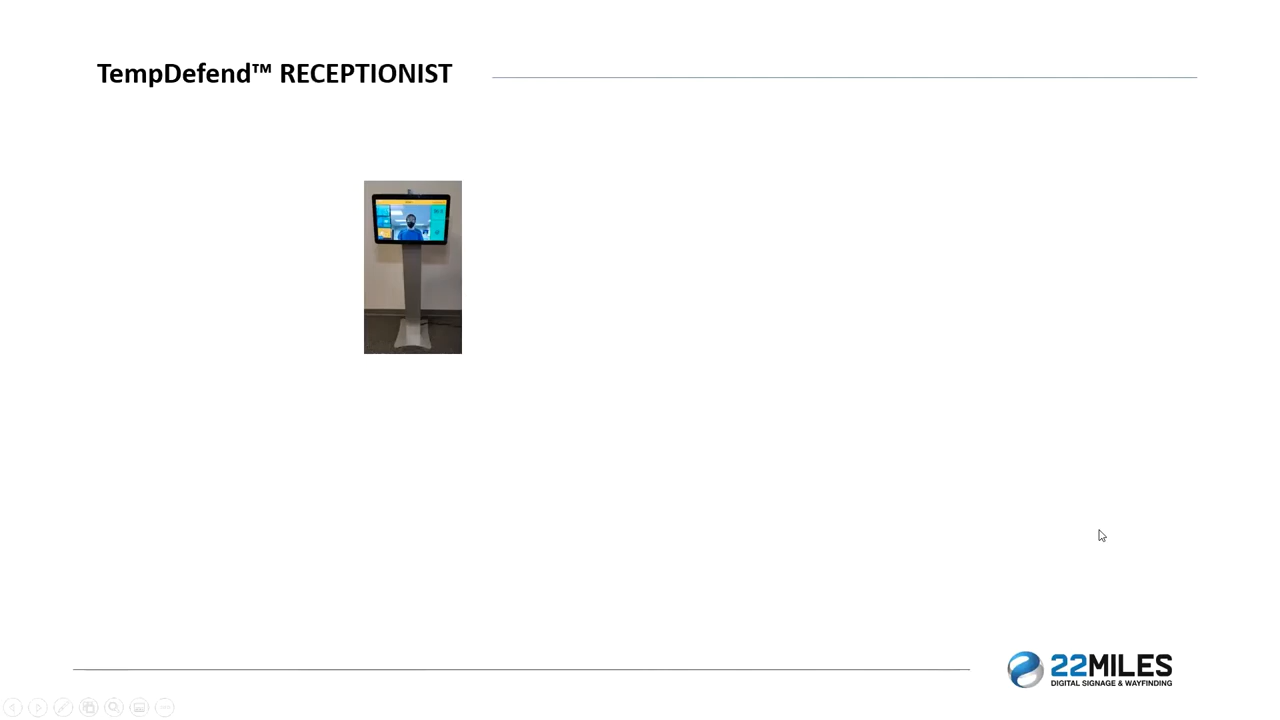 TempDefend™ RECEPTIONIST
22MILES
DIGITAL SIGNAGE & WAYFINDING